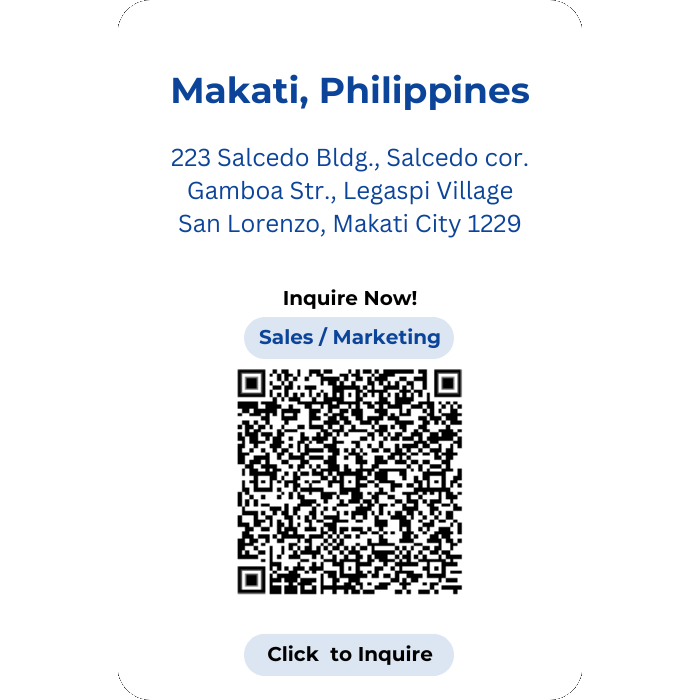 Makati, Philippines
223 Salcedo Bldg., Salcedo cor.
Gamboa Str., Legaspi Village
San Lorenzo, Makati City 1229
Inquire Now!
Sales / Marketing
Click  to Inquire